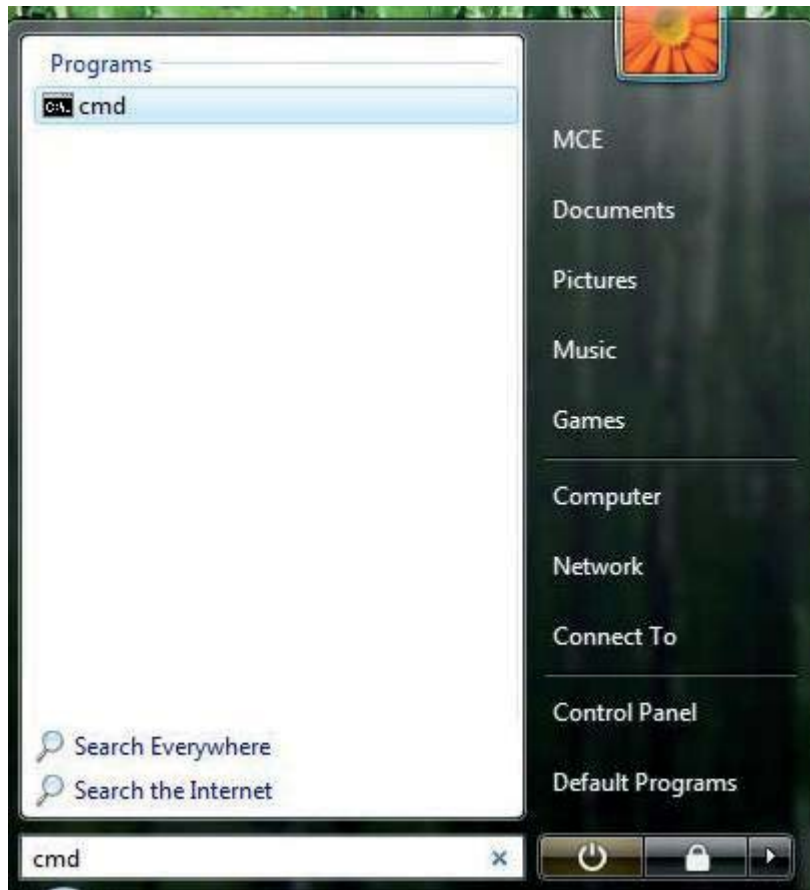 Programs
cmd
Search Everywhere
Search the Internet
cmd
MCE
Documents
Pictures
Music
Games
Computer
Network
Connect To
Control Panel
Default Programs